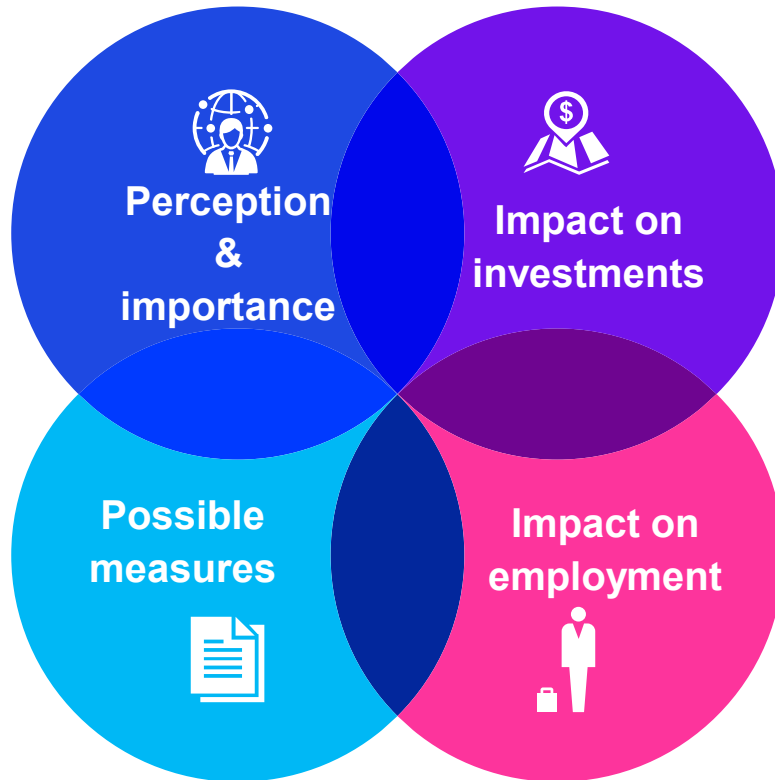 $
Perception
&
importance
Impact on
investments
Possible
measures
Impact on
employment